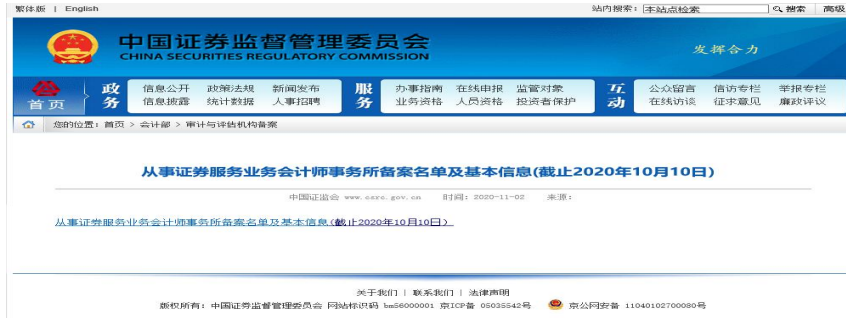 繁体版 | English 站内搜索: 本站点检索 搜索 高级
中国证券监督管理委员会 发挥合力
CHINA SECURITIES REGULATORY COMMISSION
首页 政务 信息公开 政策法规 新闻发布 服务 办事指南 在线申报 监管对象 互动 公众留言 信访专栏 举报专栏
信息披露 统计数据 人事招聘 业务资格 人员资格 投资者保护 在线访谈 征求意见 廉政评议
您的位置: 首页 > 会计部 > 审计与评估机构备案
从事证券服务业务会计师事务所备案名单及基本信息(截止2020年10月10日)
中国证监会 www.csrc.gov.cn 时间: 2020-11-02 来源:
从事证券服务业务会计师事务所备案名单及基本信息(截止2020年10月10日)
关于我们 | 联系我们 | 法律声明
版权所有: 中国证券监督管理委员会 网站标识码 bm56000001 京ICP备 05035542号 京公网安备 11040102700080号